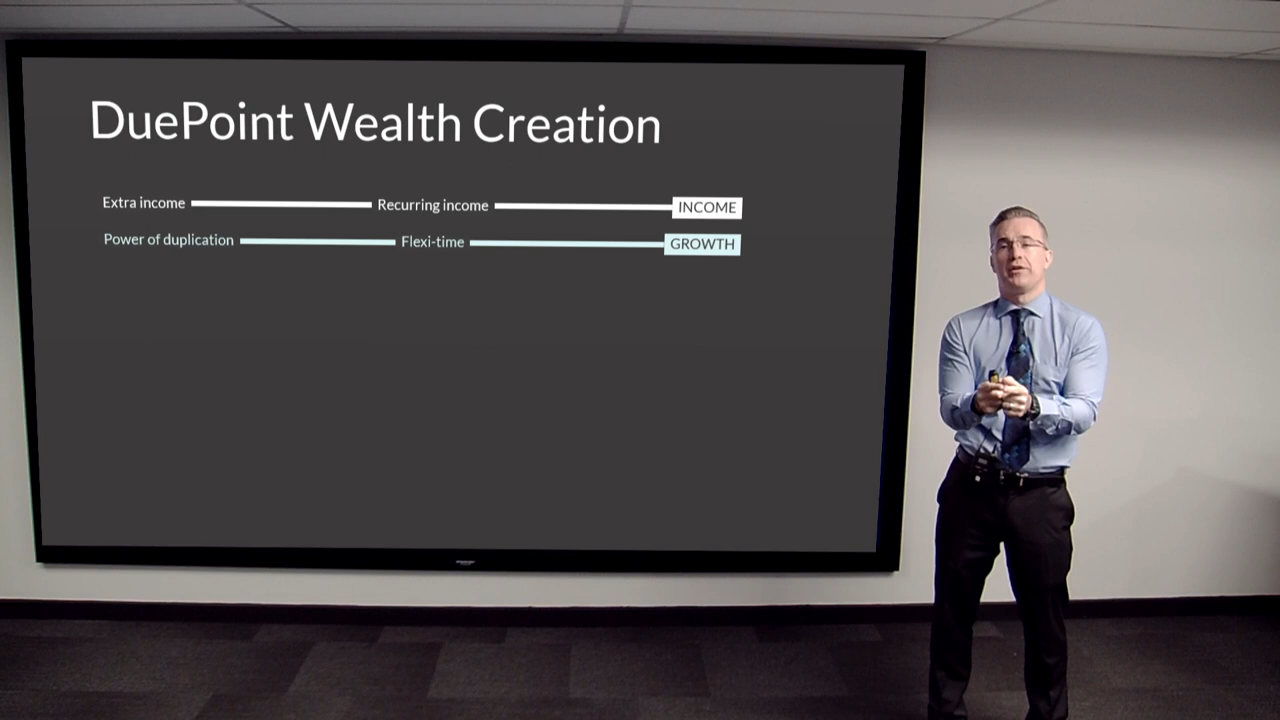 DuePoint Wealth Creation
Extra income Recurring income INCOME
Power of duplication Flexi-time GROWTH